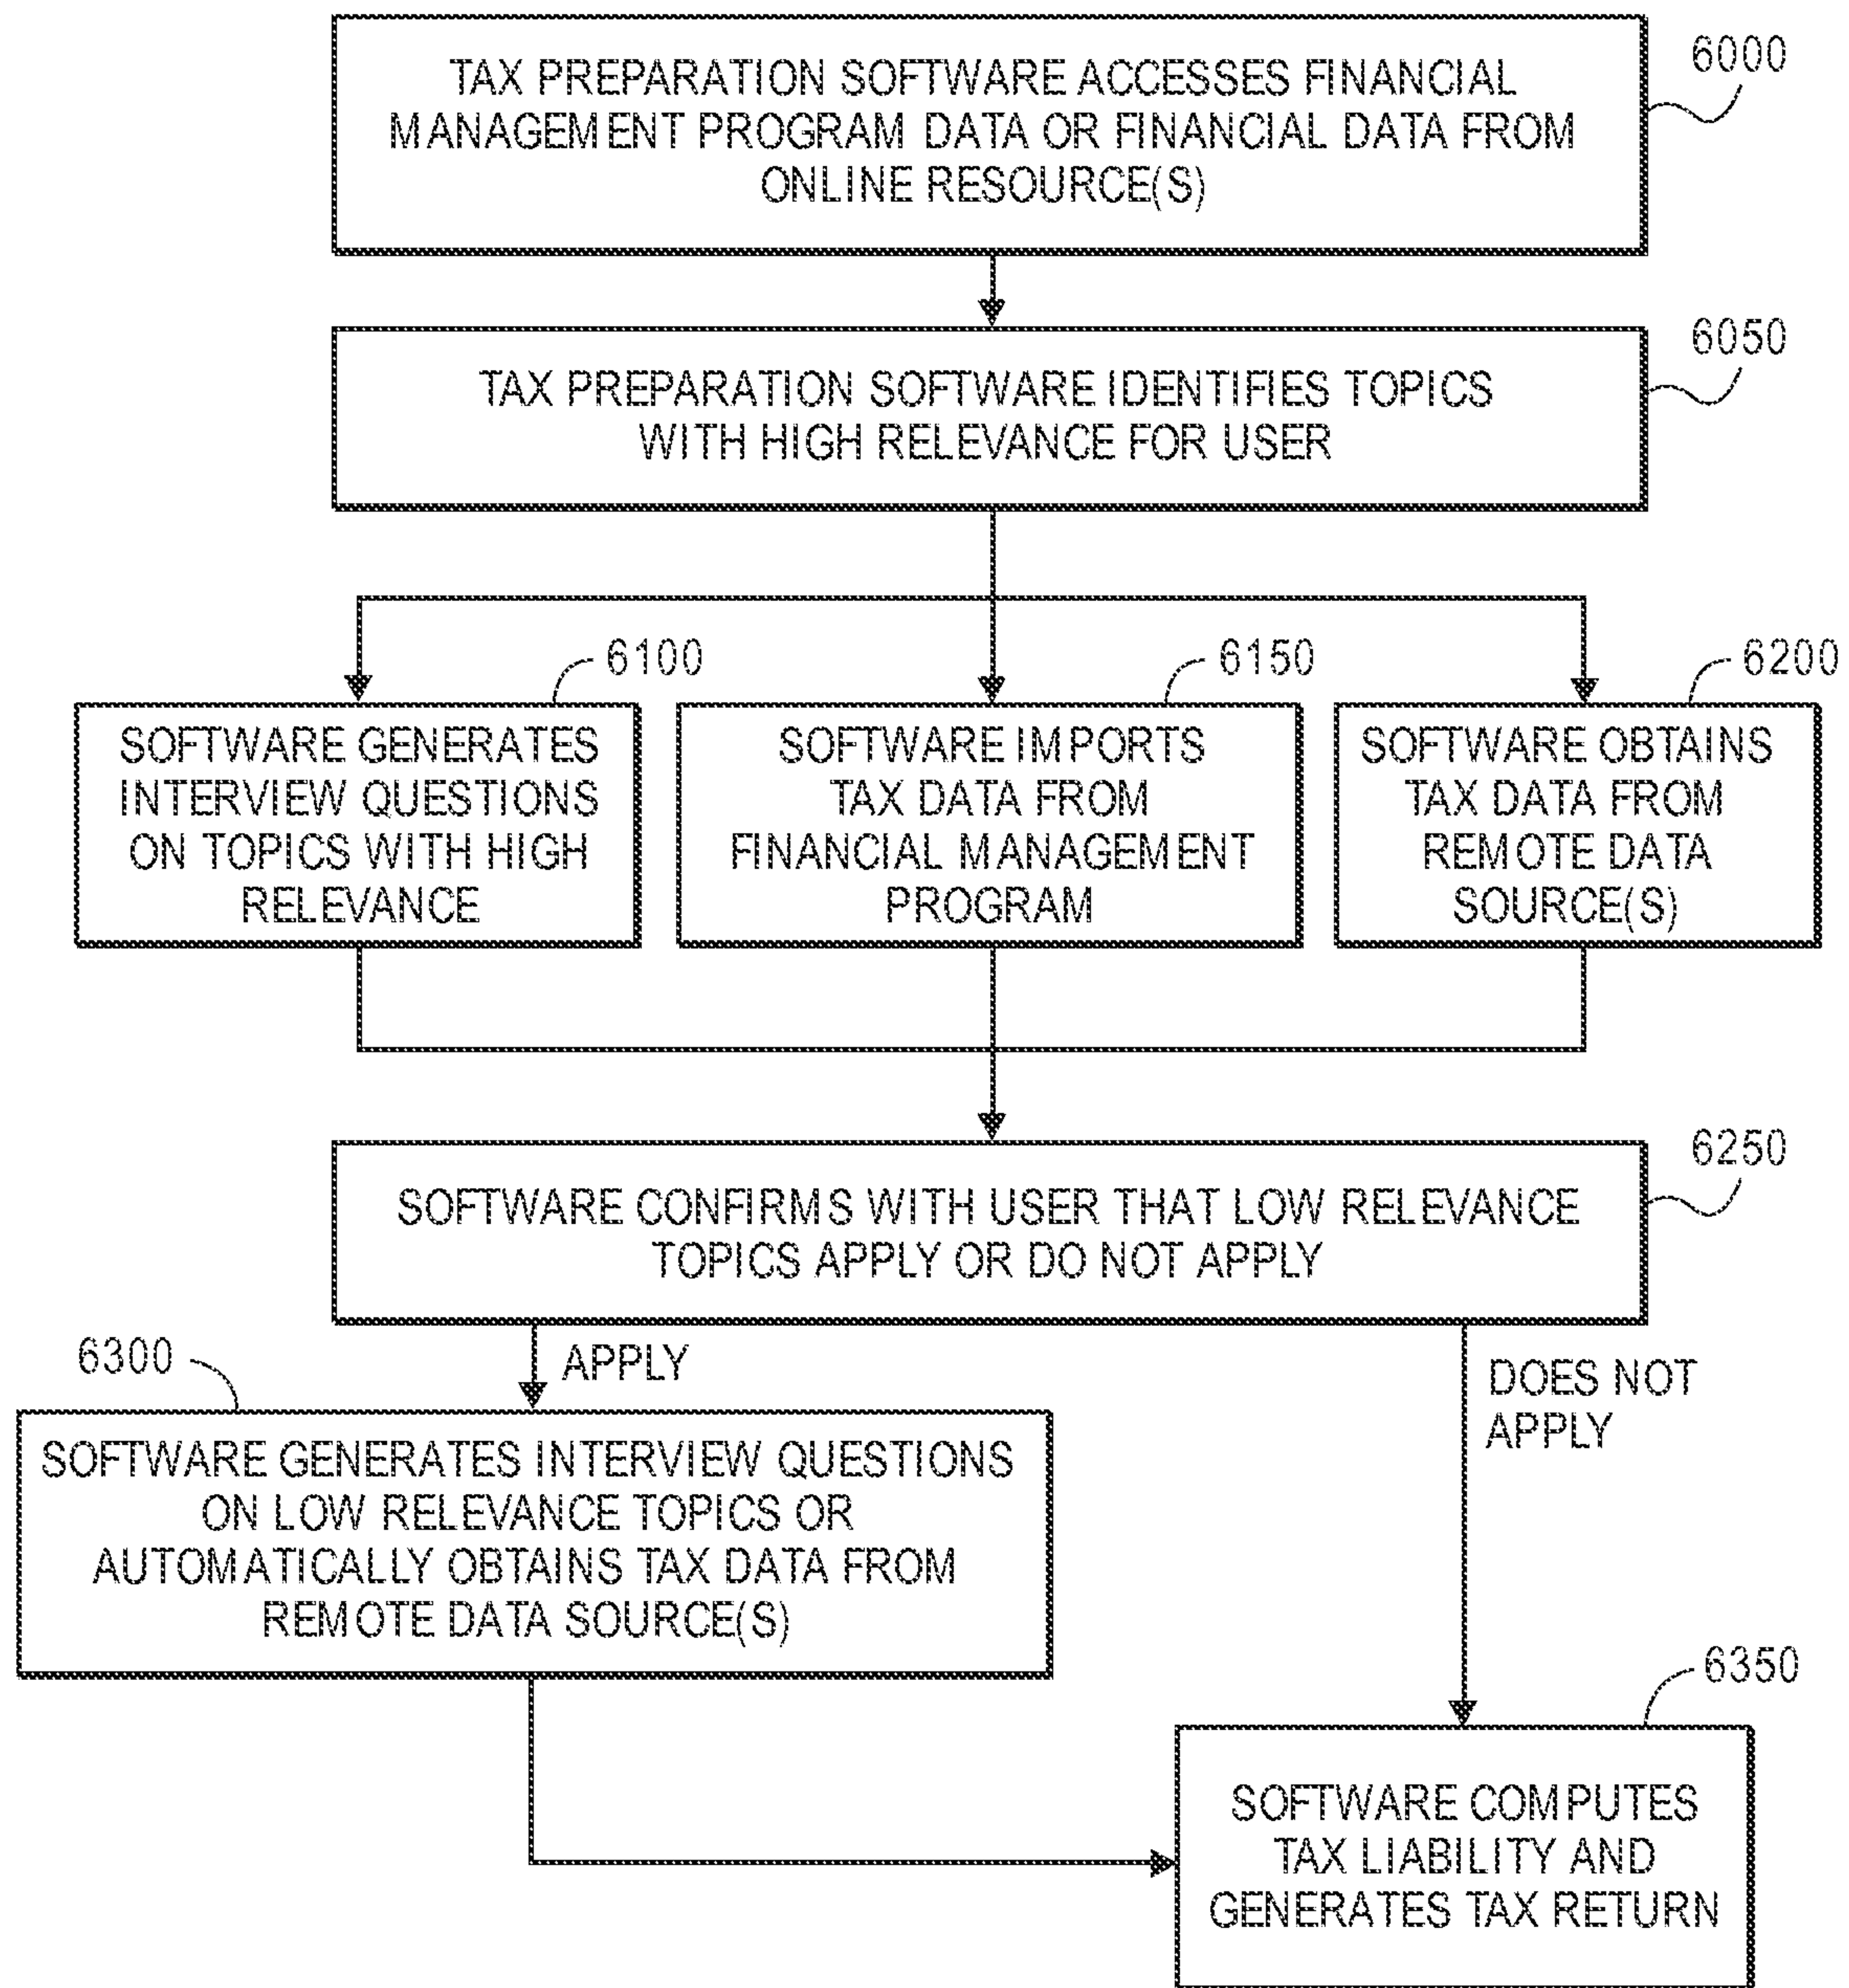 TAX PREPARATION SOFTWARE ACCESSES FINANCIAL
MANAGEMENT PROGRAM DATA OR FINANCIAL DATA FROM
ONLINE RESOURCE(S)
6000
TAX PREPARATION SOFTWARE IDENTIFIES TOPICS
WITH HIGH RELEVANCE FOR USER
6050
6100
SOFTWARE GENERATES
INTERVIEW QUESTIONS
ON TOPICS WITH HIGH
RELEVANCE
6150
SOFTWARE IMPORTS
TAX DATA FROM
FINANCIAL MANAGEMENT
PROGRAM
6200
SOFTWARE OBTAINS
TAX DATA FROM
REMOTE DATA
SOURCE(S)
6250
SOFTWARE CONFIRMS WITH USER THAT LOW RELEVANCE
TOPICS APPLY OR DO NOT APPLY
6300
APPLY
DOES NOT
APPLY
SOFTWARE GENERATES INTERVIEW QUESTIONS
ON LOW RELEVANCE TOPICS OR
AUTOMATICALLY OBTAINS TAX DATA FROM
REMOTE DATA SOURCE(S)
6350
SOFTWARE COMPUTES
TAX LIABILITY AND
GENERATES TAX RETURN